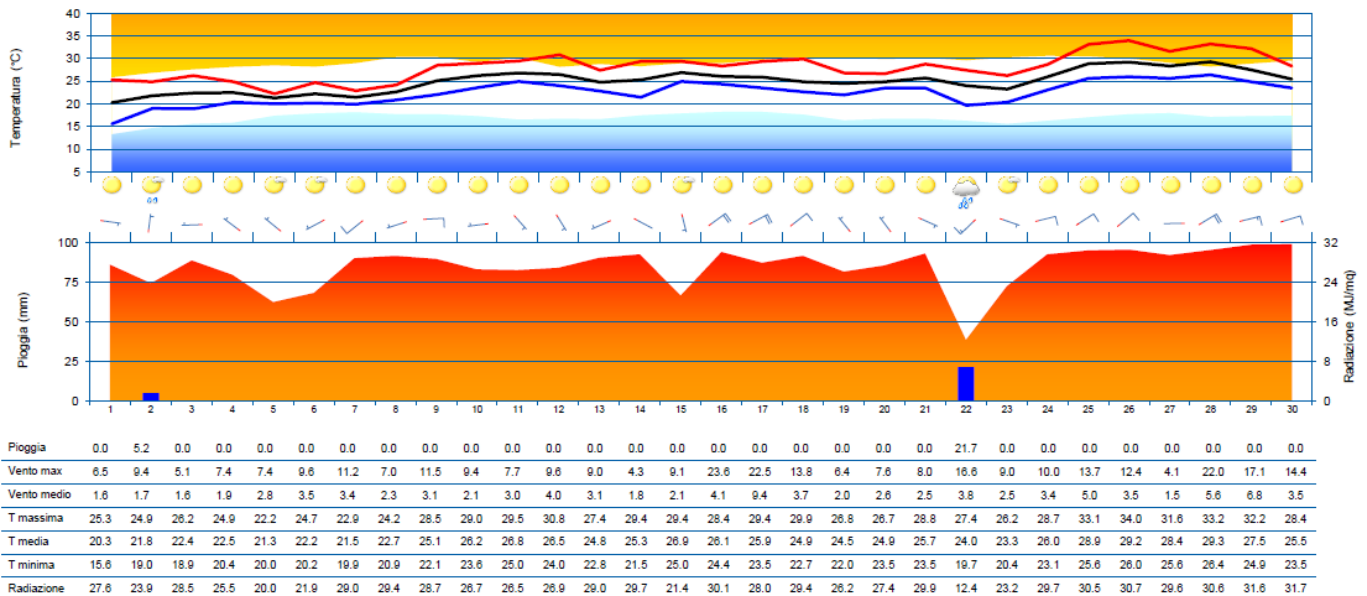 Temperatura (°C)
40
35
30
25
20
15
10
5
Pioggia (mm)
100
75
50
25
0
Radiazione (MJ/mq)
32
24
16
8
0
1 2 3 4 5 6 7 8 9 10 11 12 13 14 15 16 17 18 19 20 21 22 23 24 25 26 27 28 29 30
Pioggia 0.0 5.2 0.0 0.0 0.0 0.0 0.0 0.0 0.0 0.0 0.0 0.0 0.0 0.0 0.0 0.0 0.0 0.0 0.0 0.0 0.0 21.7 0.0 0.0 0.0 0.0 0.0 0.0 0.0 0.0
Vento max 6.5 9.4 5.1 7.4 7.4 9.6 11.2 7.0 11.5 9.4 7.7 9.6 9.0 4.3 9.1 23.6 22.5 13.8 6.4 7.6 8.0 16.6 9.0 10.0 13.7 12.4 4.1 22.0 17.1 14.4
Vento medio 1.6 1.7 1.6 1.9 2.8 3.5 3.4 2.3 3.1 2.1 3.0 4.0 3.1 1.8 2.1 4.1 9.4 3.7 2.0 2.6 2.5 3.8 2.5 3.4 5.0 3.5 1.5 5.6 6.8 3.5
T massima 25.3 24.9 26.2 24.9 22.2 24.7 22.9 24.2 28.5 29.0 29.5 30.8 27.4 29.4 29.4 28.4 29.4 29.9 26.8 26.7 28.8 27.4 26.2 28.7 33.1 34.0 31.6 33.2 32.2 28.4
T media 20.3 21.8 22.4 22.5 21.3 22.2 21.5 22.7 25.1 26.2 26.8 26.5 24.8 25.3 26.9 26.1 25.9 24.9 24.5 24.9 25.7 24.0 23.3 26.0 28.9 29.2 28.4 29.3 27.5 25.5
T minima 15.6 19.0 18.9 20.4 20.0 20.2 19.9 20.9 22.1 23.6 25.0 24.0 22.8 21.5 25.0 24.4 23.5 22.7 22.0 23.5 23.5 19.7 20.4 23.1 25.6 26.0 25.6 26.4 24.9 23.5
Radiazione 27.6 23.9 28.5 25.5 20.0 21.9 29.0 29.4 28.7 26.7 26.5 26.9 29.0 29.7 21.4 30.1 28.0 29.4 26.2 27.4 29.9 12.4 23.2 29.7 30.5 30.7 29.6 30.6 31.6 31.7